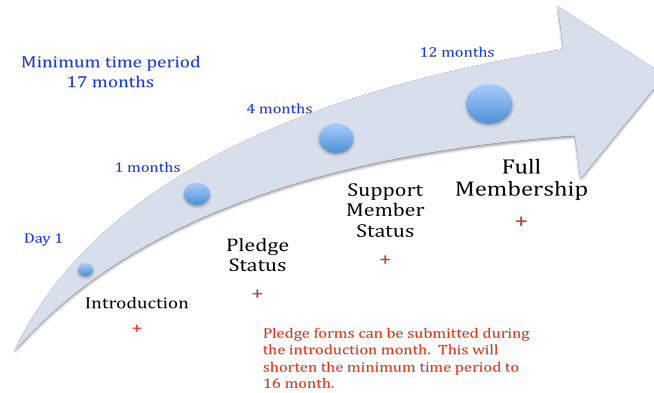 Minimum time period
17 months
12 months
4 months
1 months
Day 1
Full
Membership
+
Support
Member
Status
+
Pledge
Status
+
Introduction
+
Pledge forms can be submitted during
the introduction month.  This will
shorten the minimum time period to
16 month.